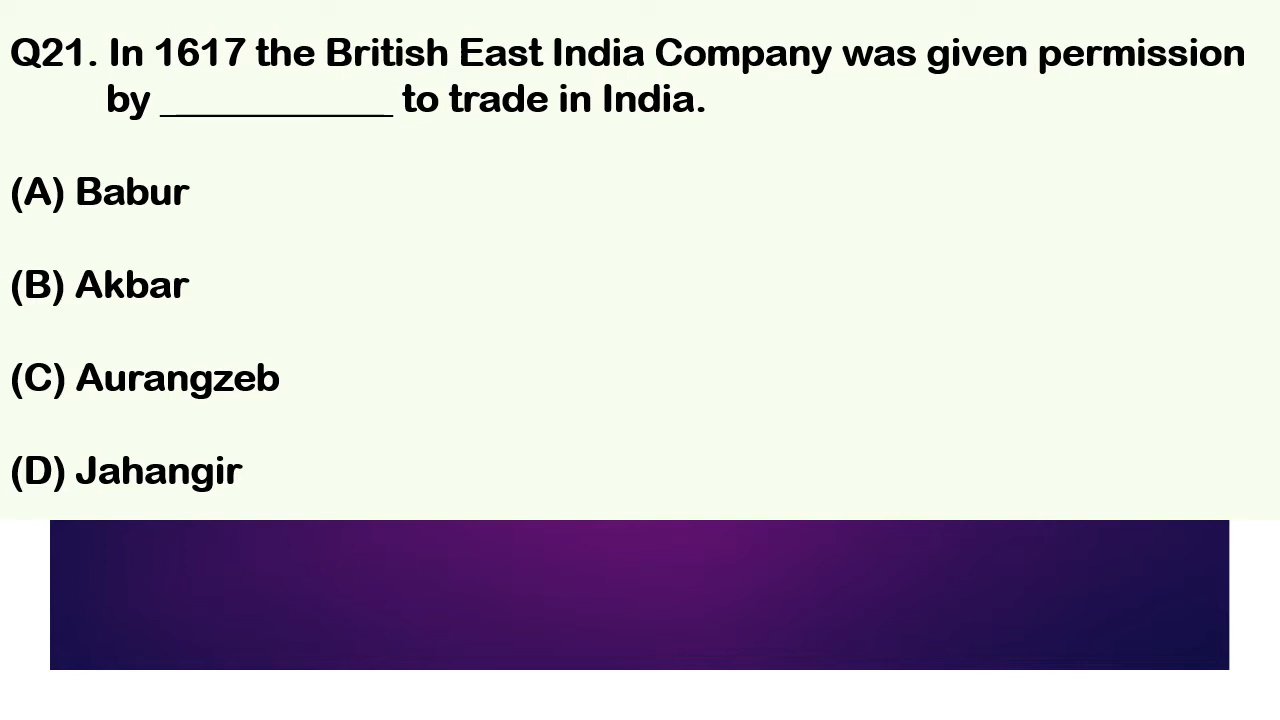 Q21. In 1617 the British East India Company was given permission
by ____________ to trade in India.
(A) Babur
(B) Akbar
(C) Aurangzeb
(D) Jahangir